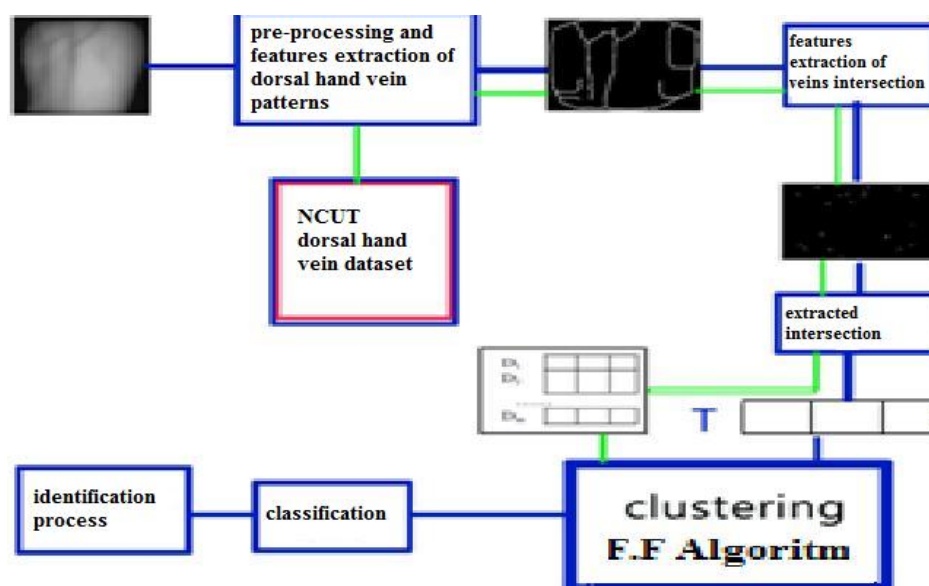 pre-processing and
features extraction of
dorsal hand vein
patterns
features
extraction of
veins intersection
NCUT
dorsal hand
vein dataset
extracted
intersection
T
identification
process
classification
clustering
F.F Algoritm